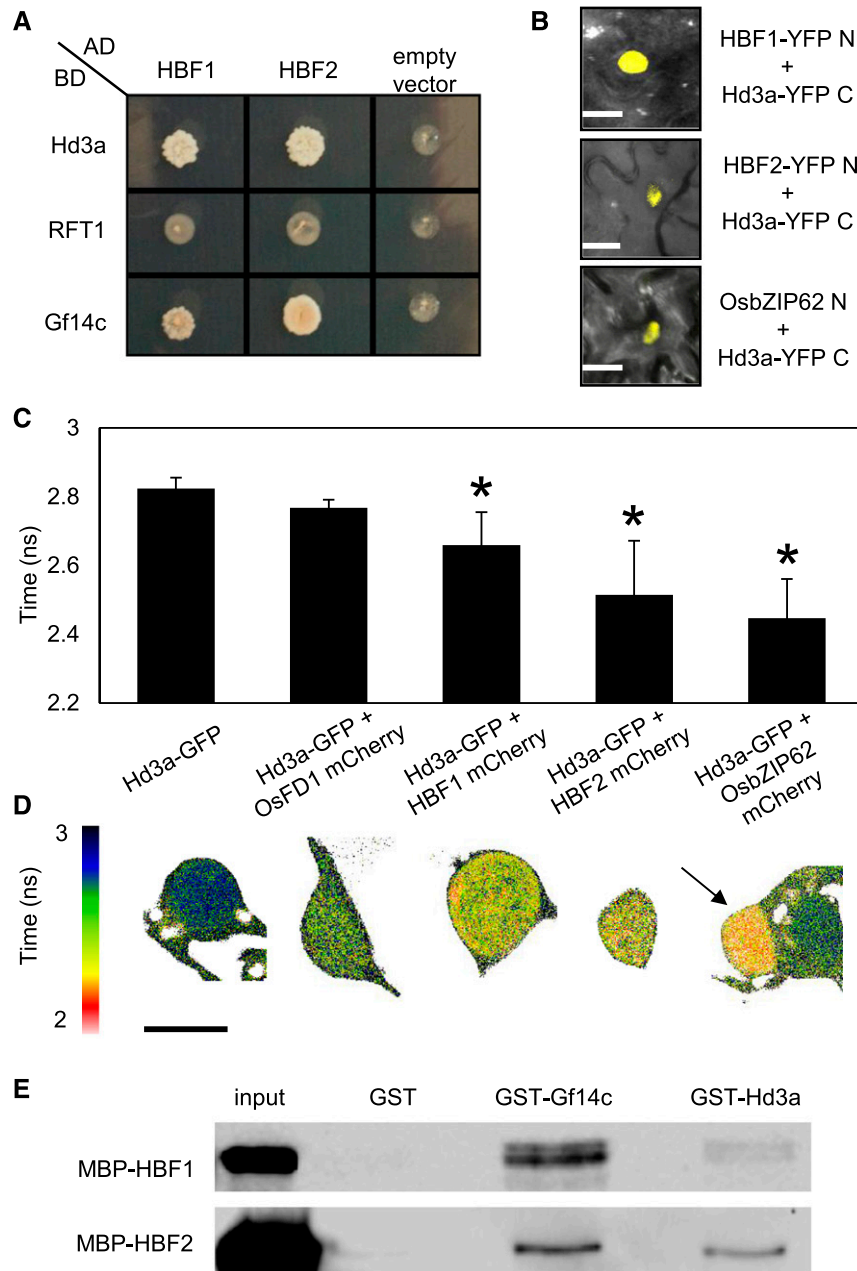 A
AD
BD
HBF1
HBF2
empty
vector
Hd3a
RFT1
Gf14c
B
HBF1-YFP N
+
Hd3a-YFP C
HBF2-YFP N
+
Hd3a-YFP C
OsbZIP62 N
+
Hd3a-YFP C
C
Time (ns)
3
2.8
2.6
2.4
2.2
*
*
*
Hd3a-GFP
Hd3a-GFP +
OsFD1 mCherry
Hd3a-GFP +
HBF1 mCherry
Hd3a-GFP +
HBF2 mCherry
Hd3a-GFP +
OsbZIP62
mCherry
D
Time (ns)
3
2
E
input
GST
GST-Gf14c
GST-Hd3a
MBP-HBF1
MBP-HBF2